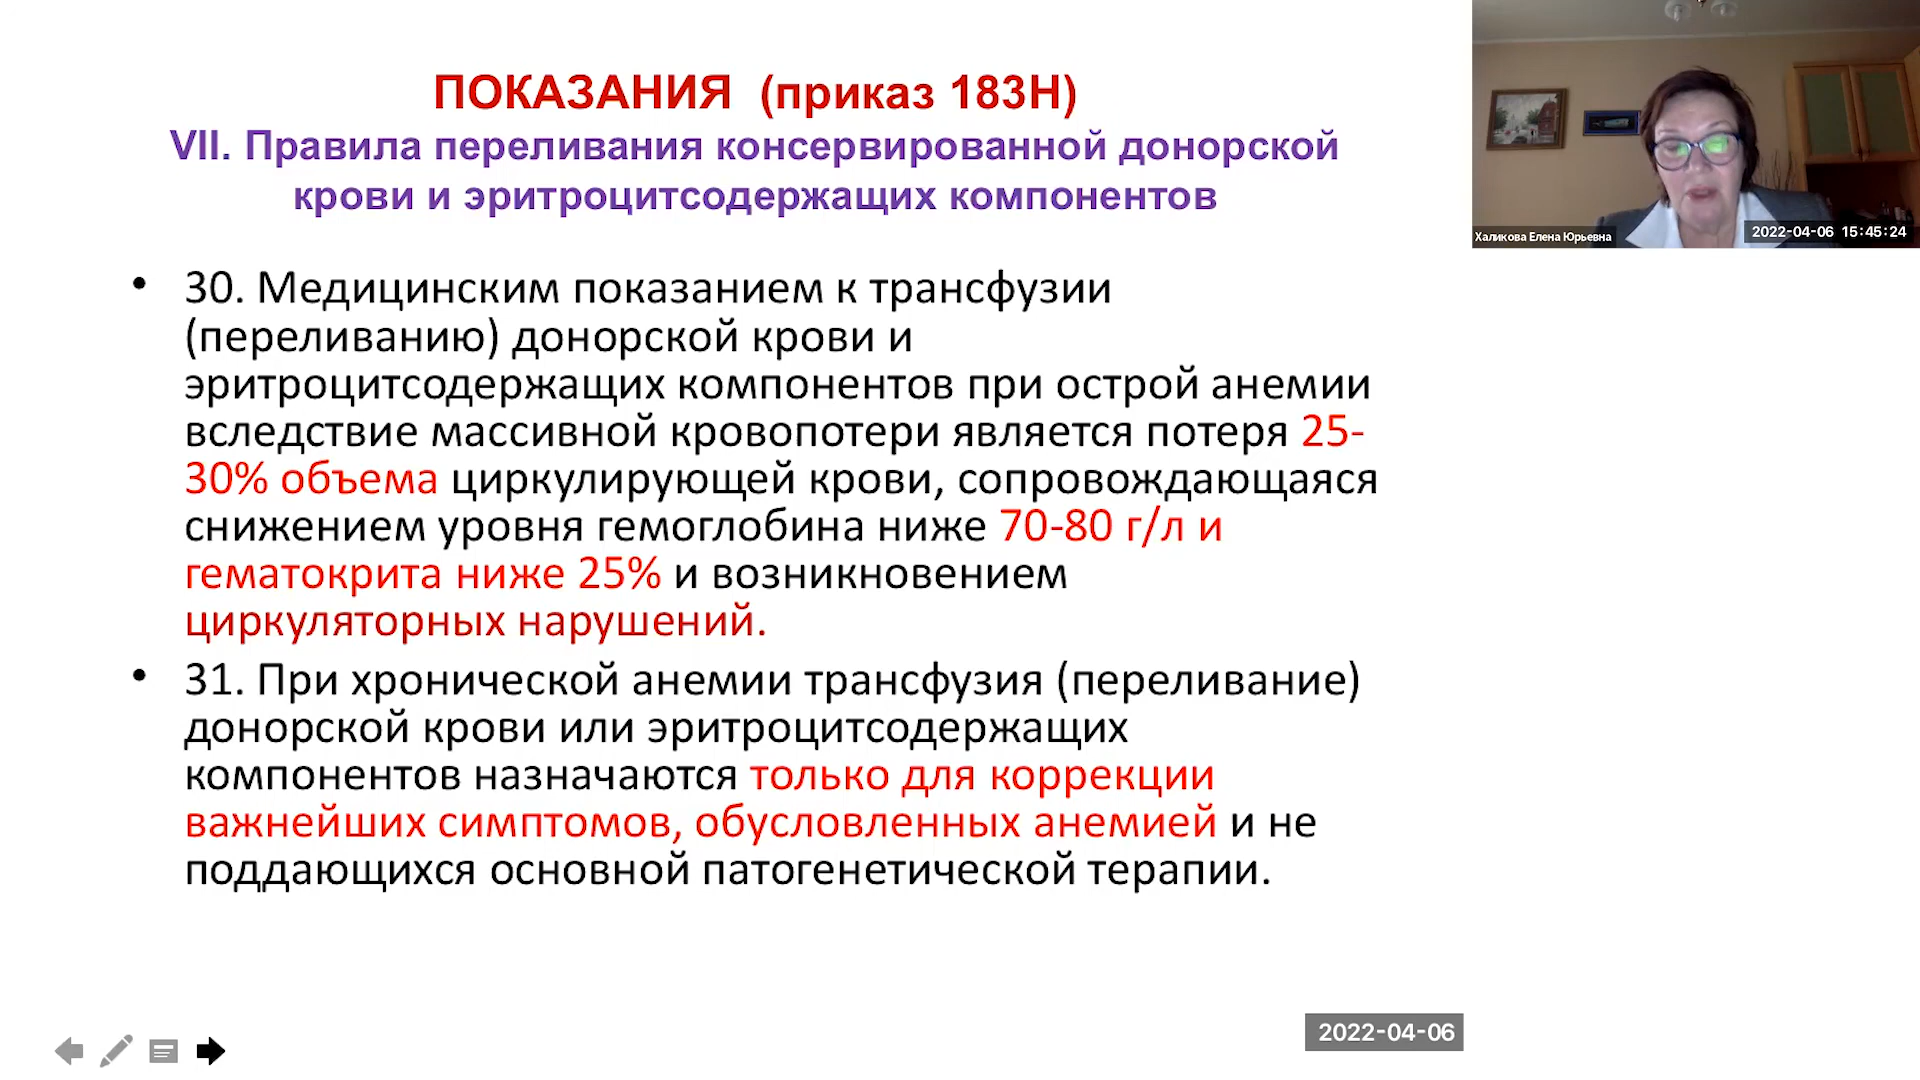 ПОКАЗАНИЯ (приказ 183Н)
VII. Правила переливания консервированной донорской
крови и эритроцитсодержащих компонентов
Халикова Елена Юрьевна
2022-04-06 15:45:24
• 30. Медицинским показанием к трансфузии
(переливанию) донорской крови и
эритроцитсодержащих компонентов при острой анемии
вследствие массивной кровопотери является потеря 25-
30% объема циркулирующей крови, сопровождающаяся
снижением уровня гемоглобина ниже 70-80 г/л и
гематокрита ниже 25% и возникновением
циркуляторных нарушений.
• 31. При хронической анемии трансфузия (переливание)
донорской крови или эритроцитсодержащих
компонентов назначаются только для коррекции
важнейших симптомов, обусловленных анемией и не
поддающихся основной патогенетической терапии.
2022-04-06